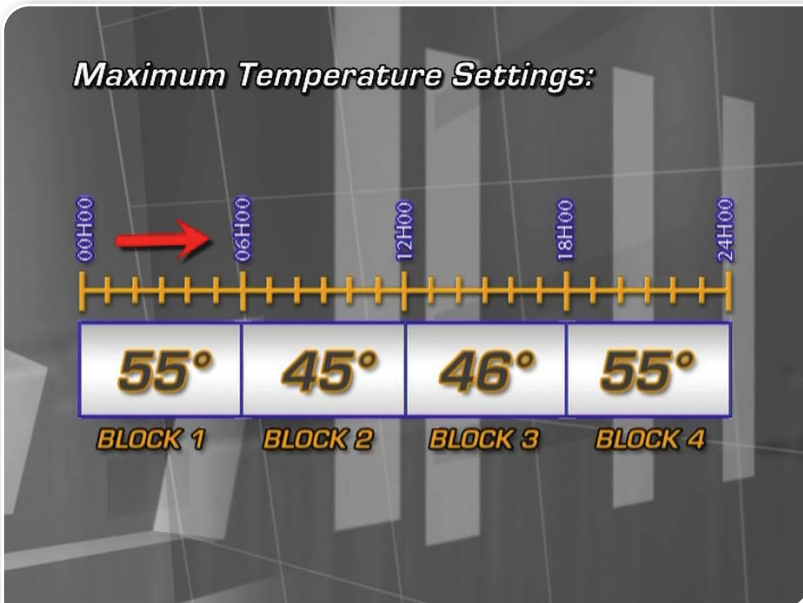 Maximum Temperature Settings:
00H00 06H00 12H00 18H00 24H00
55° 45° 46° 55°
BLOCK 1 BLOCK 2 BLOCK 3 BLOCK 4